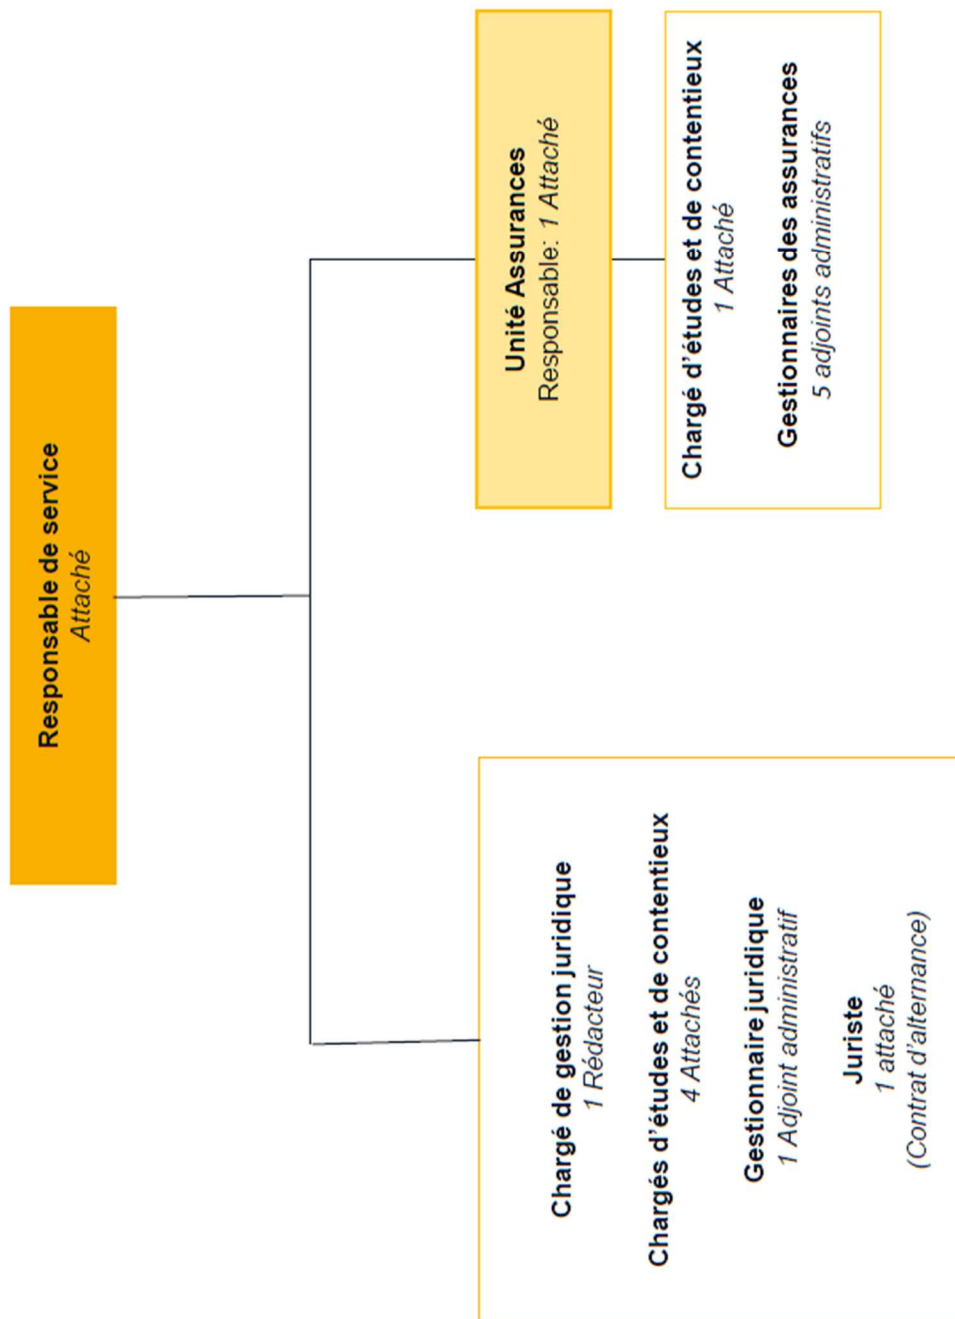 Responsable de service
Attaché
Chargé de gestion juridique
1 Rédacteur
Chargés d'études et de contentieux
4 Attachés
Gestionnaire juridique
1 Adjoint administratif
Juriste
1 attaché
(Contrat d'alternance)
Unité Assurances
Responsable: 1 Attaché
Chargé d'études et de contentieux
1 Attaché
Gestionnaires des assurances
5 adjoints administratifs